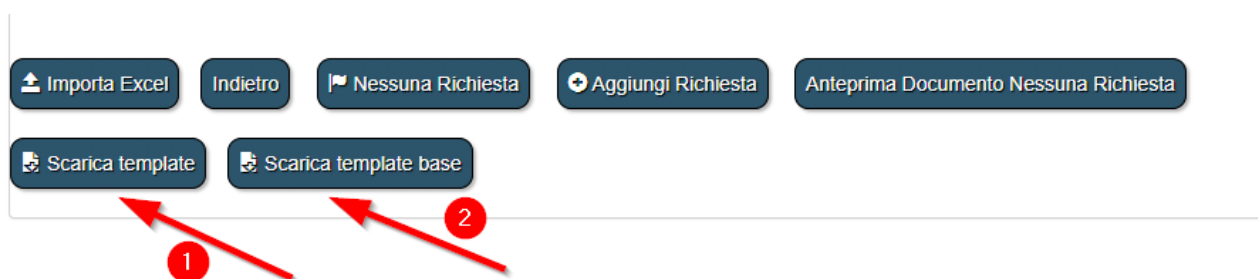 Importa Excel Indietro Nessuna Richiesta Aggiungi Richiesta Anteprima Documento Nessuna Richiesta
Scarica template Scarica template base
2
1